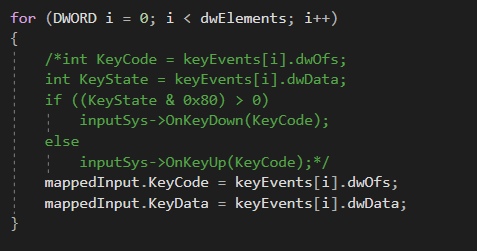 for (DWORD i = 0; i < dwElements; i++)
{
/*int KeyCode = keyEvents[i].dwOfs;
int KeyState = keyEvents[i].dwData;
if ((KeyState & 0x80) > 0)
inputSys->OnKeyDown(KeyCode);
else
inputSys->OnKeyUp(KeyCode);*/
mappedInput.KeyCode = keyEvents[i].dwOfs;
mappedInput.KeyData = keyEvents[i].dwData;
}